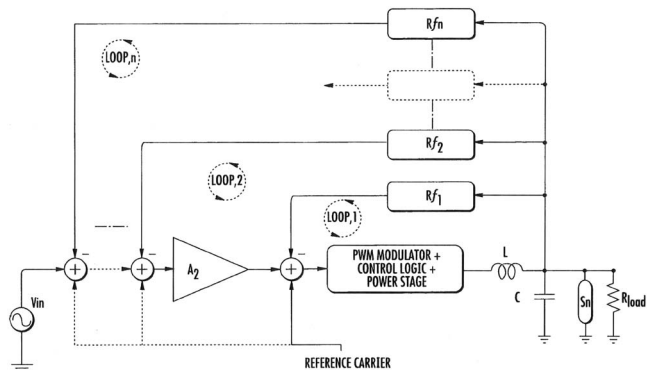 Rfn
LOOP,n
Rf2
LOOP,2
Rf1
LOOP,1
A2
PWM MODULATOR +
CONTROL LOGIC +
POWER STAGE
L
C
Sn
Rload
Vin
REFERENCE CARRIER